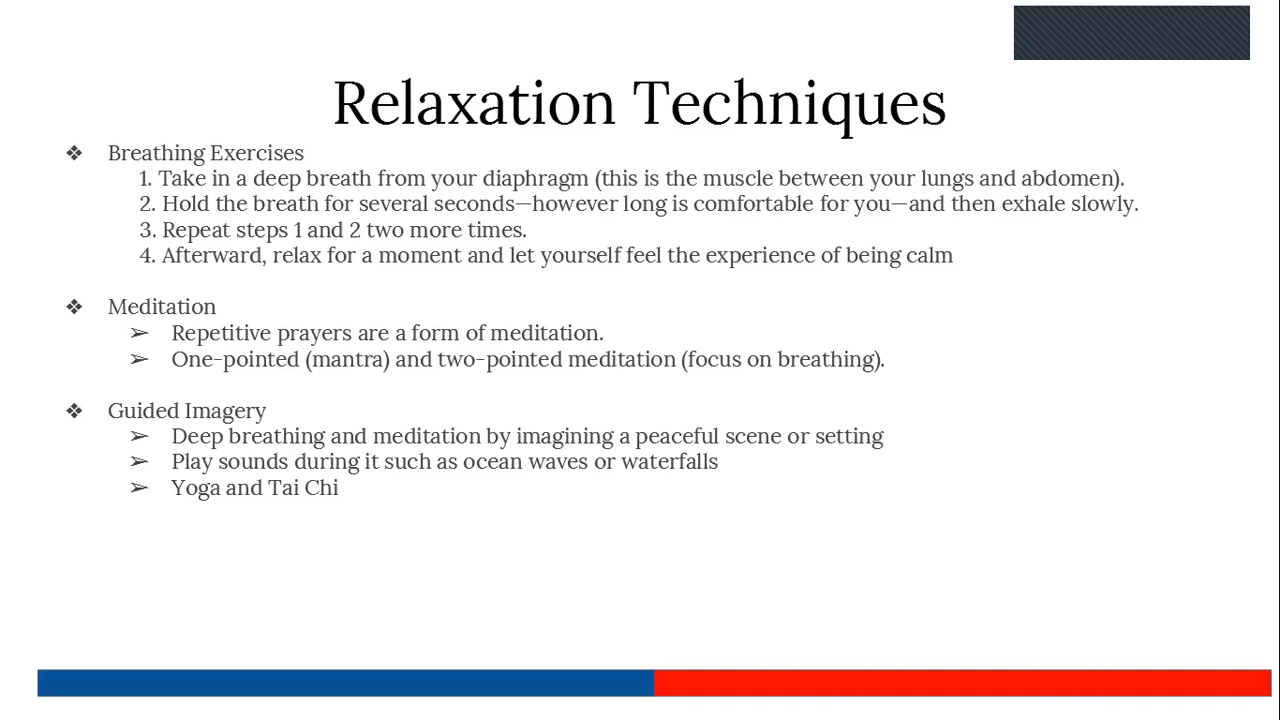 Relaxation Techniques
❖ Breathing Exercises
1. Take in a deep breath from your diaphragm (this is the muscle between your lungs and abdomen).
2. Hold the breath for several seconds—however long is comfortable for you—and then exhale slowly.
3. Repeat steps 1 and 2 two more times.
4. Afterward, relax for a moment and let yourself feel the experience of being calm
❖ Meditation
➢ Repetitive prayers are a form of meditation.
➢ One-pointed (mantra) and two-pointed meditation (focus on breathing).
❖ Guided Imagery
➢ Deep breathing and meditation by imagining a peaceful scene or setting
➢ Play sounds during it such as ocean waves or waterfalls
➢ Yoga and Tai Chi